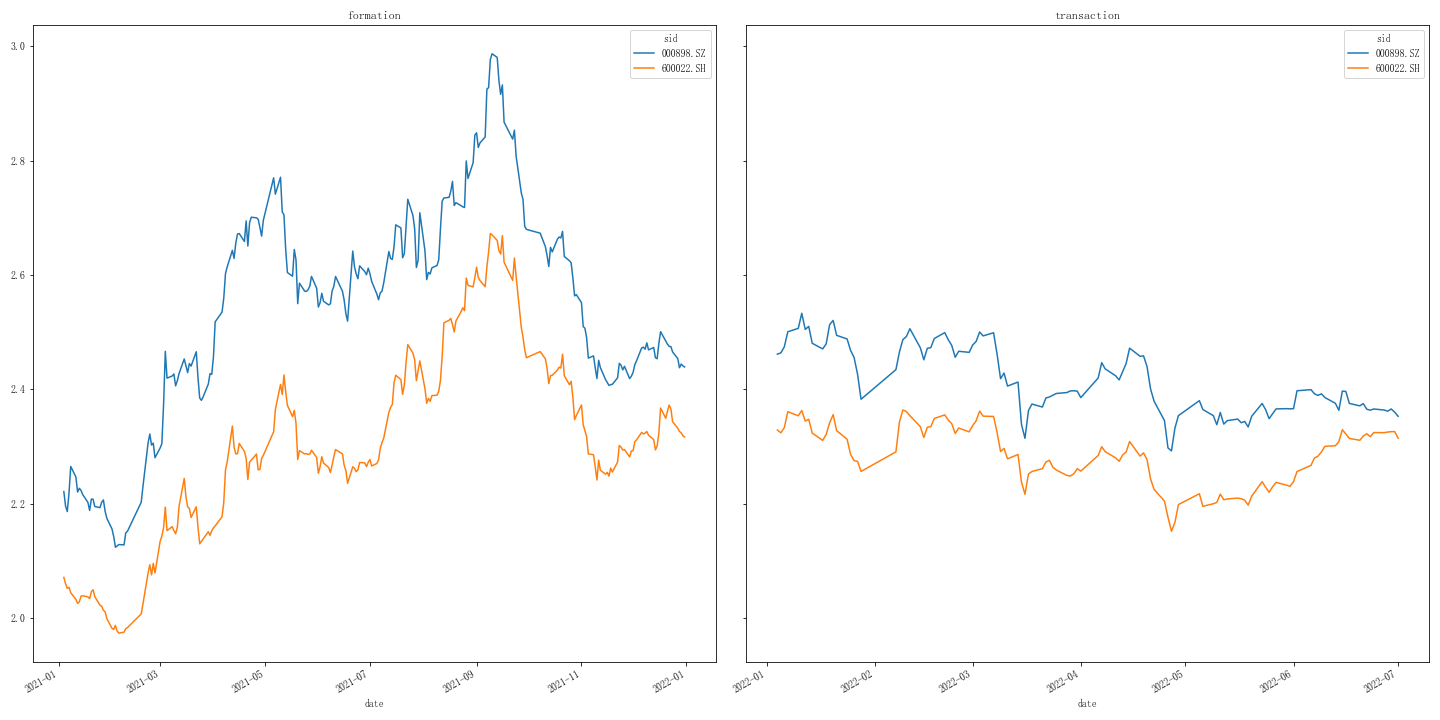 formation
sid
000898.SZ
600022.SH
3.0
2.8
2.6
2.4
2.2
2.0
2021-01
2021-03
2021-05
2021-07
2021-09
2021-11
2022-01
date
transaction
sid
000898.SZ
600022.SH
2022-01
2022-02
2022-03
2022-04
2022-05
2022-06
2022-07
date